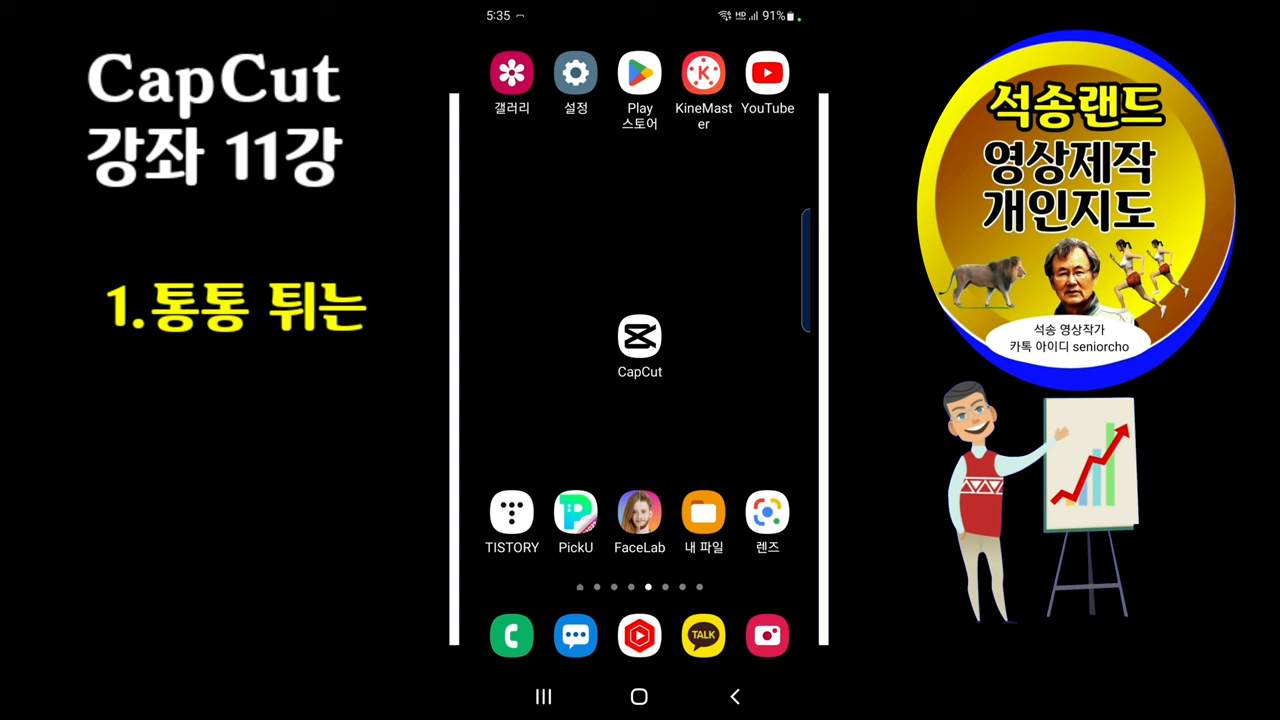 CapCut
강좌 11강
1.통통 튀는
5:35
HD
91%
갤러리
설정
Play
스토어
KineMast
er
YouTube
CapCut
TISTORY
PickU
FaceLab
내 파일
렌즈
TALK
석송랜드
영상제작
개인지도
석송 영상작가
카톡 아이디 seniorcho